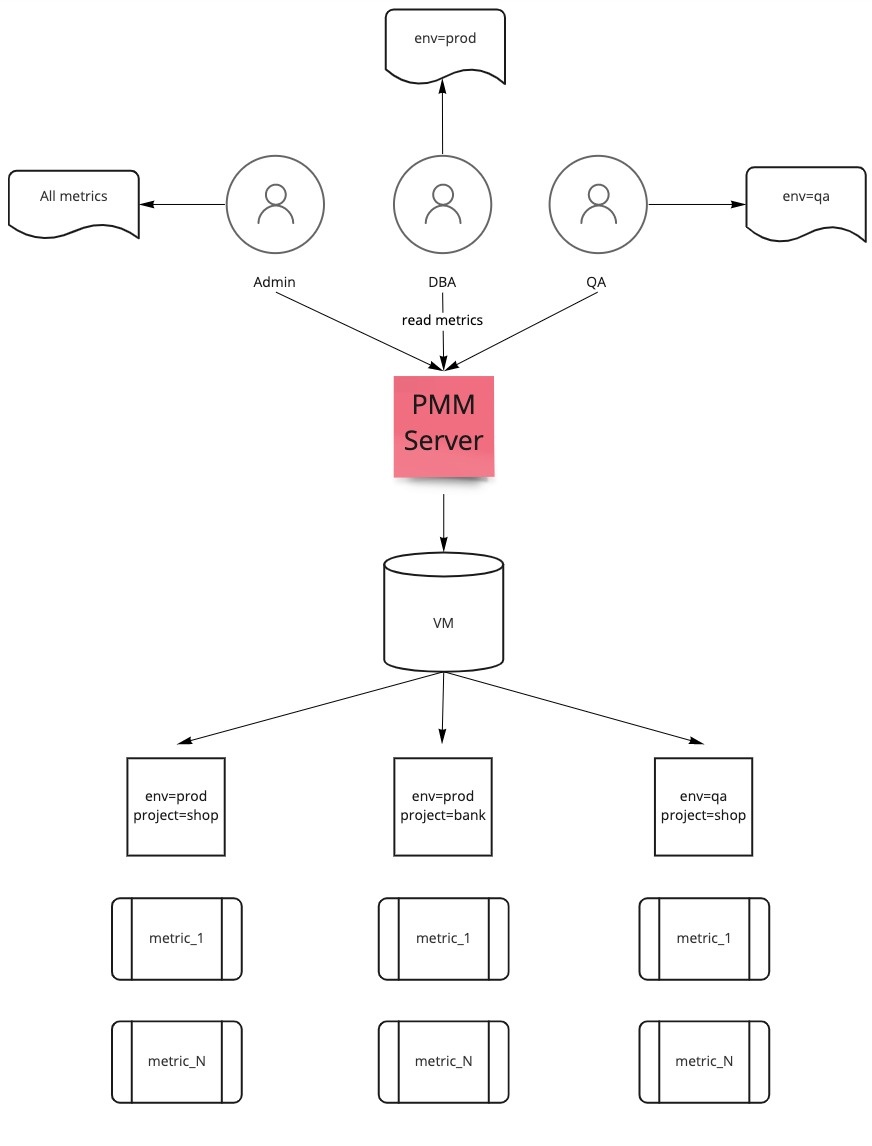 env=prod
All metrics
env=qa
Admin
DBA
QA
read metrics
PMM
Server
VM
env=prod
project=shop
env=prod
project=bank
env=qa
project=shop
metric_1
metric_1
metric_1
metric_N
metric_N
metric_N